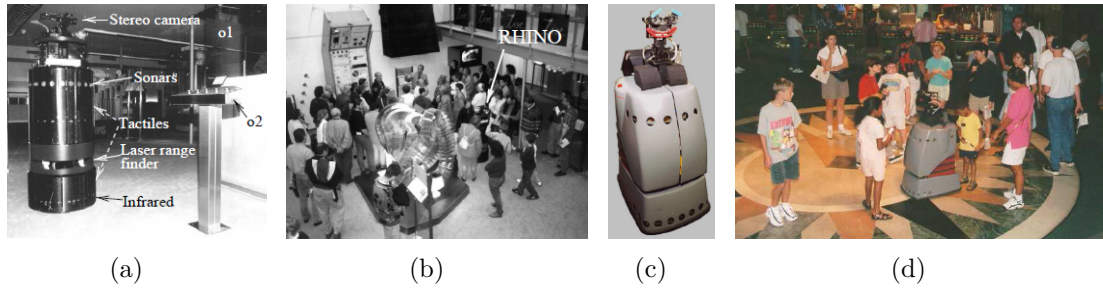 Stereo camera
o1
Sonars
o2
Tactiles
Laser range
finder
Infrared
RHINO
(a)
(b)
(c)
(d)